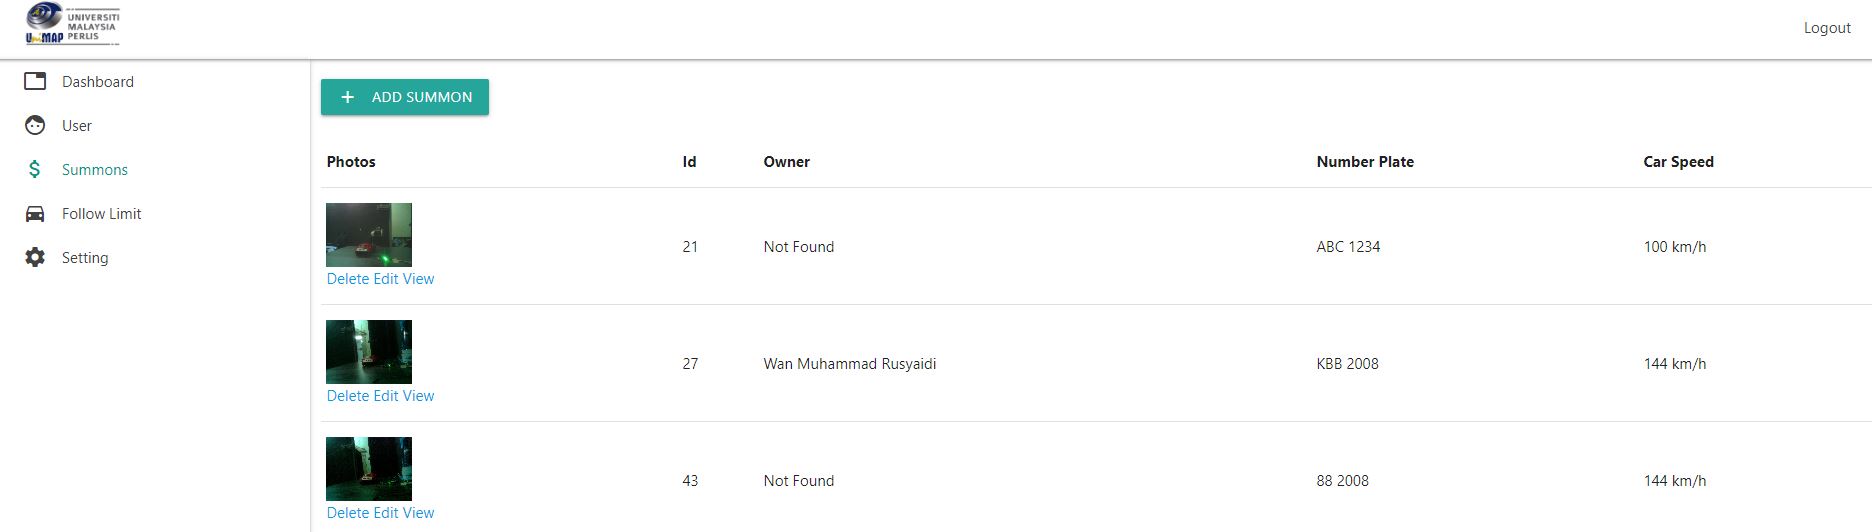 UNIVERSITI
MALAYSIA
UniMAP PERLIS
Logout
Dashboard
User
Summons
Follow Limit
Setting
+ ADD SUMMON
Photos Id Owner Number Plate Car Speed
21 Not Found ABC 1234 100 km/h
Delete Edit View
27 Wan Muhammad Rusyaidi KBB 2008 144 km/h
Delete Edit View
43 Not Found 88 2008 144 km/h
Delete Edit View